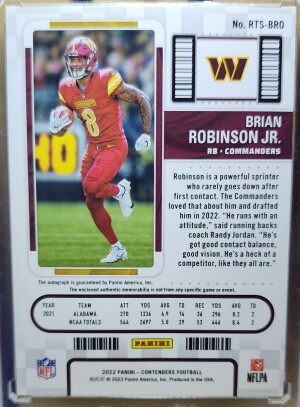 No. RTS-BRO
W
BRIAN
ROBINSON JR.
RB • COMMANDERS
8
PANINI
Robinson is a powerful sprinter
who rarely goes down after
first contact. The Commanders
loved that about him and drafted
him in 2022. "He runs with an
attitude," said running backs
coach Randy Jordan. "He's
got good contact balance,
good vision. He's a heck of a
competitor, like they all are."
The autograph is guaranteed by Panini America, Inc.
The enclosed authentic memorabilia is not from any specific game or event.
YEAR TEAM ATT YDS AVG TD REC YDS AVG TD
2021 ALABAMA 270 1336 4.9 14 36 296 8.2 2
NCAA TOTALS 544 2697 5.0 29 53 444 8.4 2
NFL
2022 PANINI - CONTENDERS FOOTBALL
© 2023 Panini America, Inc. Produced in the USA.
NFLPA